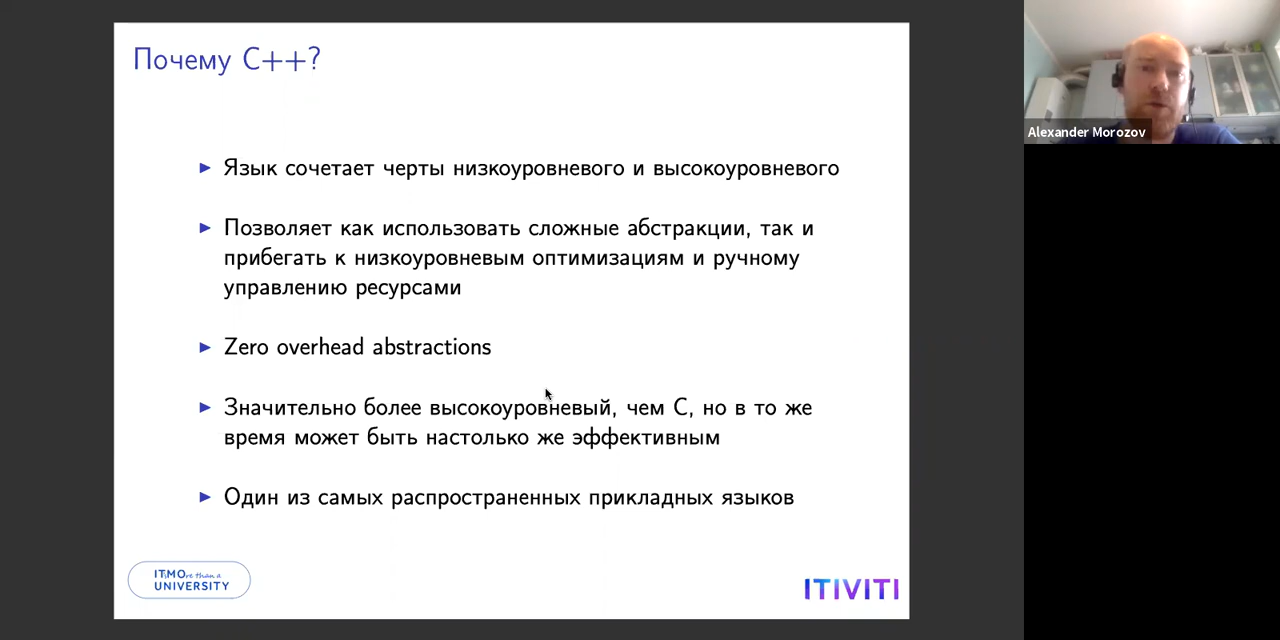 Почему C++?
Alexander Morozov
Язык сочетает черты низкоуровневого и высокоуровневого
Позволяет как использовать сложные абстракции, так и
прибегать к низкоуровневым оптимизациям и ручному
управлению ресурсами
Zero overhead abstractions
Значительно более высокоуровневый, чем C, но в то же
время может быть настолько же эффективным
Один из самых распространенных прикладных языков
ITMOre than a
UNIVERSITY
ITIVITI